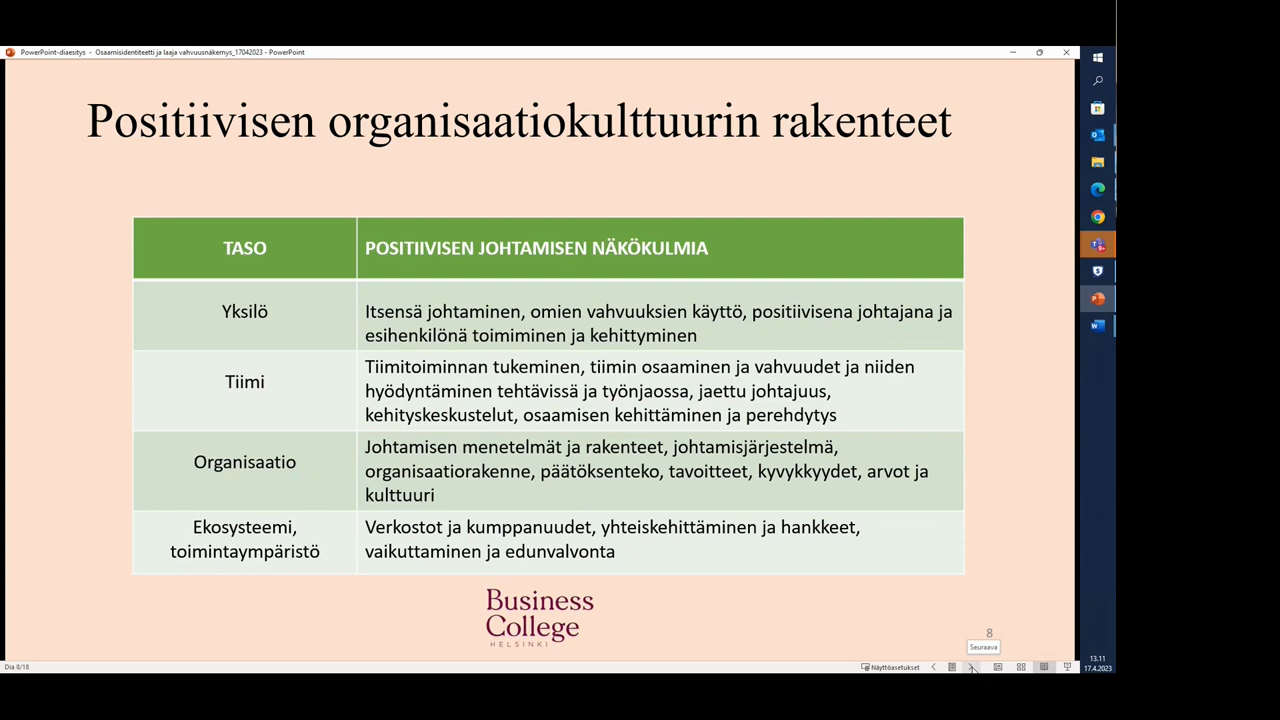 PowerPoint-diaesitys - Osaamisidentiteetti ja laaja vahvuusnäkemys_17042023 - PowerPoint
Positiivisen organisaatiokulttuurin rakenteet
TASO
POSITIIVISEN JOHTAMISEN NÄKÖKULMIA
Yksilö
Itsensä johtaminen, omien vahvuuksien käyttö, positiivisena johtajana ja
esihenkilönä toimiminen ja kehittyminen
Tiimi
Tiimitoiminnan tukeminen, tiimin osaaminen ja vahvuudet ja niiden
hyödyntäminen tehtävissä ja työnjaossa, jaettu johtajuus,
kehityskeskustelut, osaamisen kehittäminen ja perehdytys
Organisaatio
Johtamisen menetelmät ja rakenteet, johtamisjärjestelmä,
organisaatiorakenne, päätöksenteko, tavoitteet, kyvykkyydet, arvot ja
kulttuuri
Ekosysteemi,
toimintaympäristö
Verkostot ja kumppanuudet, yhteiskehittäminen ja hankkeet,
vaikuttaminen ja edunvalvonta
Business
College
HELSINKI
8
Seuraava
Dia 8/18
Näyttöasetukset
13.11
17.4.2023